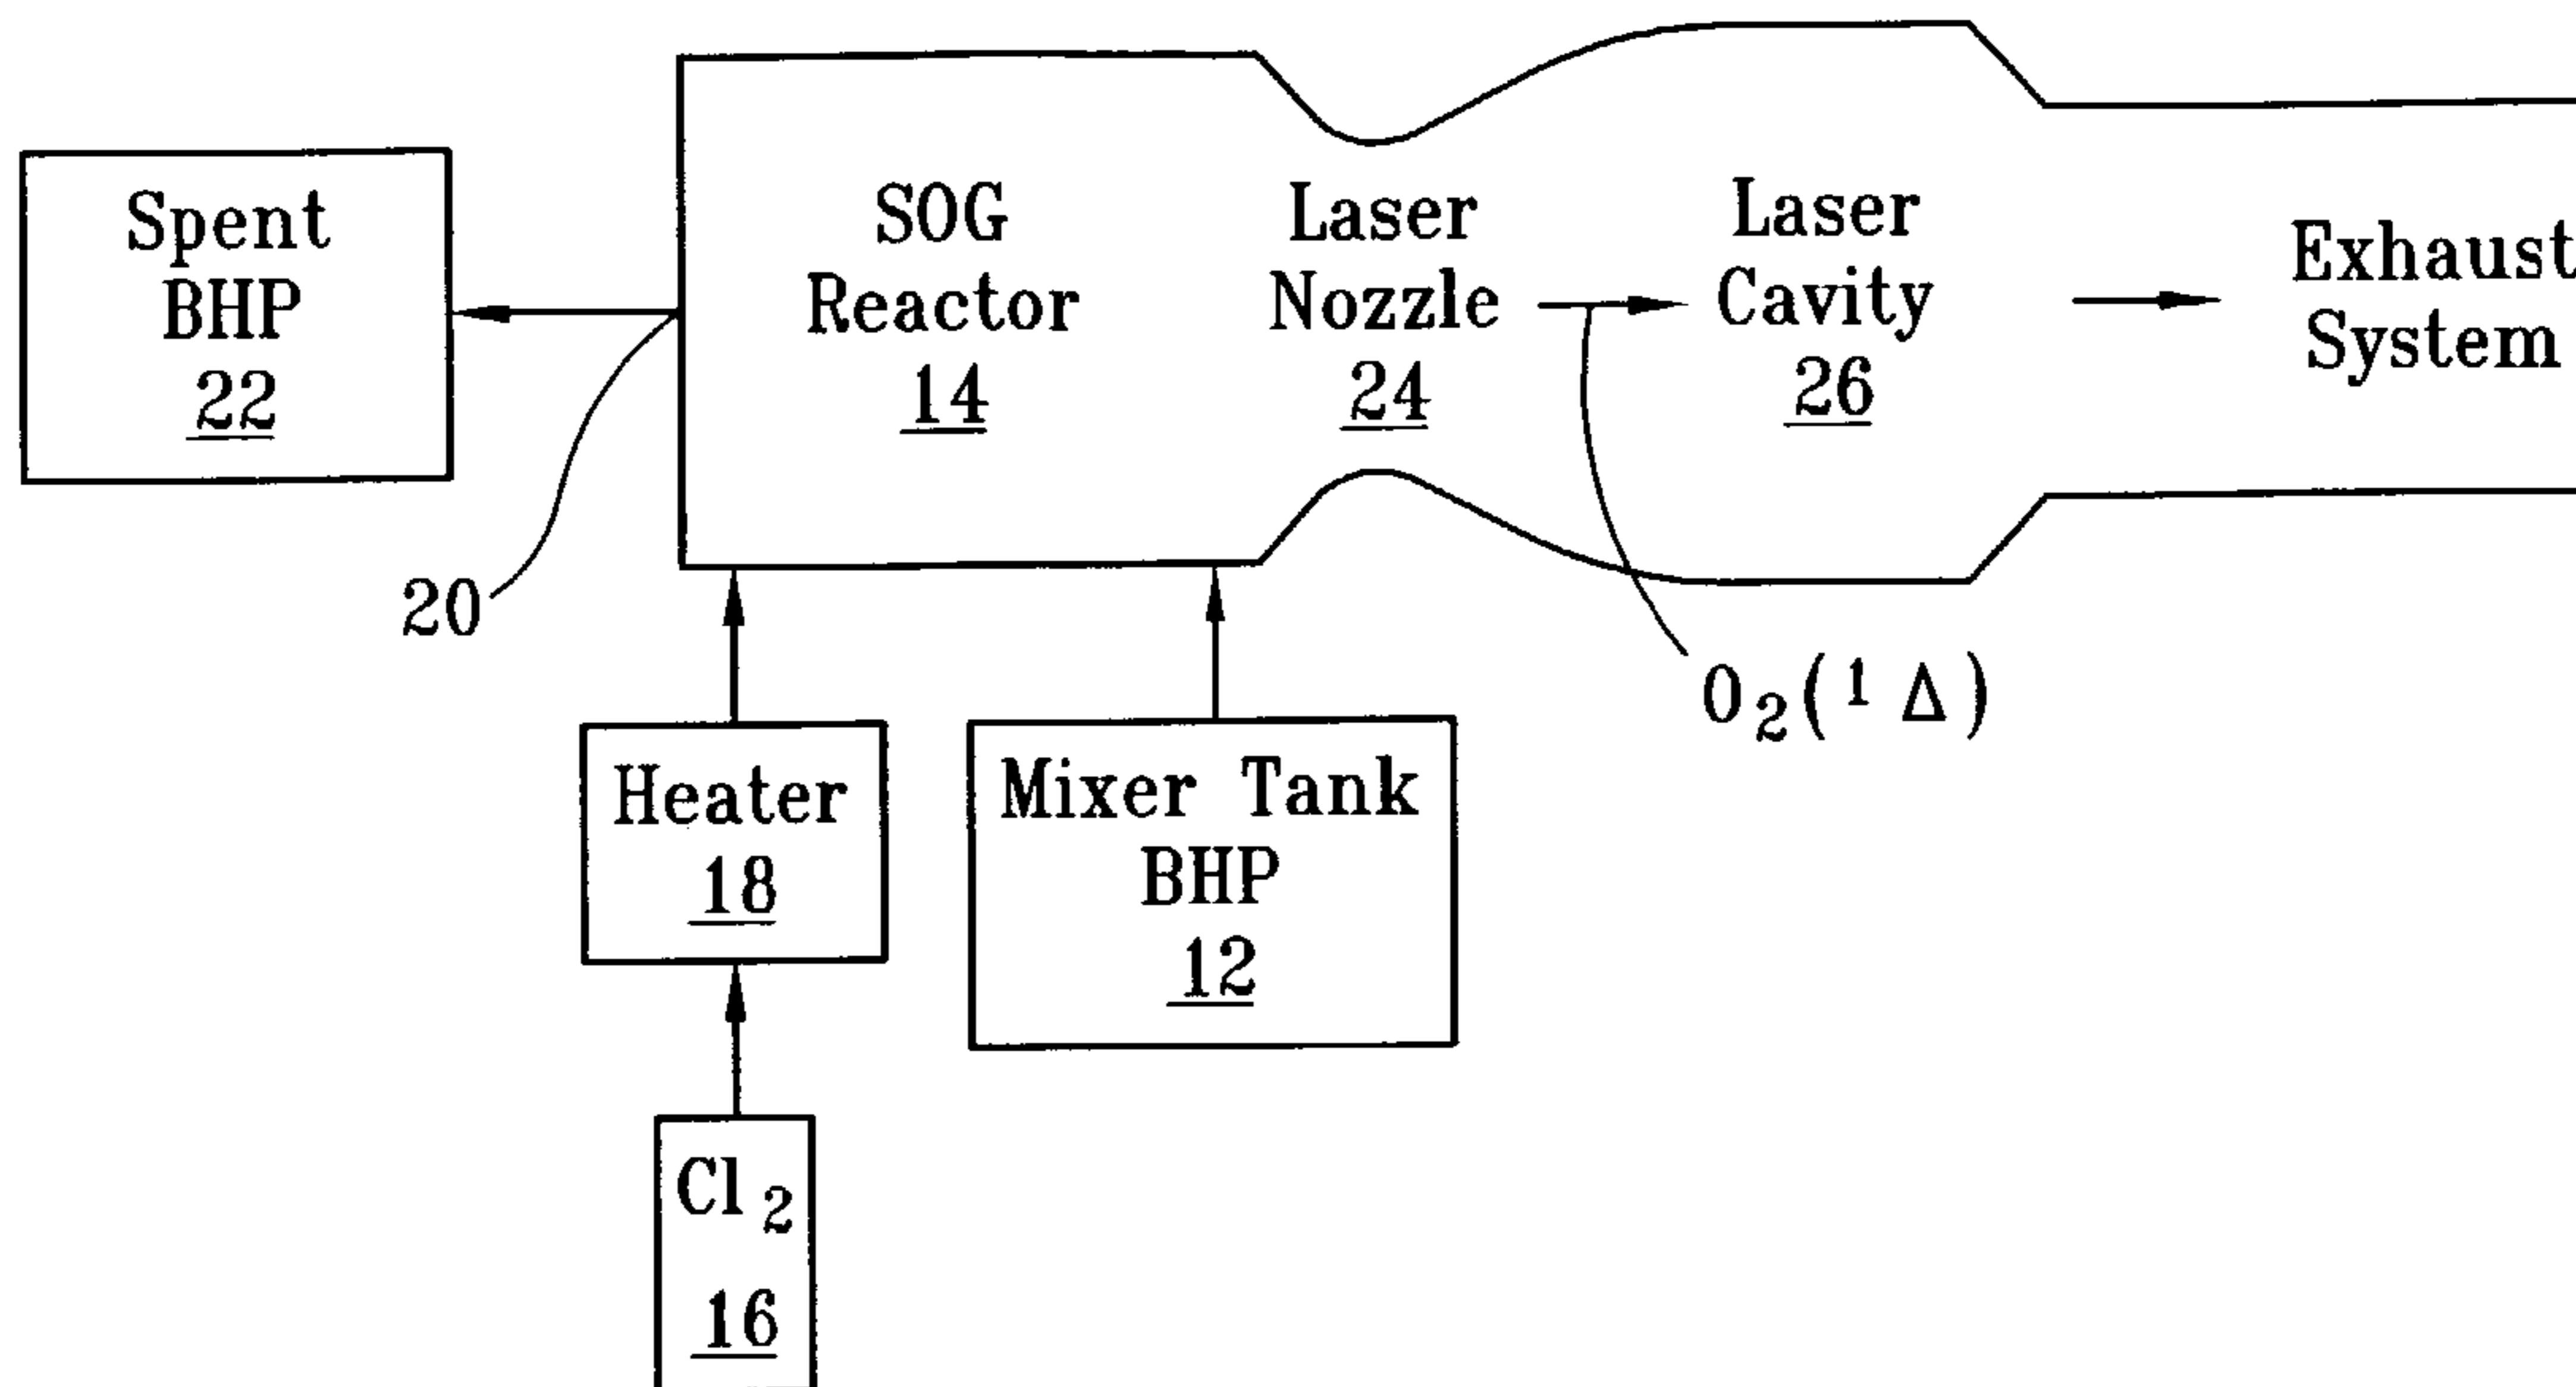 Spent
BHP
22
SOG
Reactor
14
Laser
Nozzle
24
Laser
Cavity
26
Exhaust
System
20
O₂(¹ Δ)
Heater
18
Mixer Tank
BHP
12
Cl₂
16